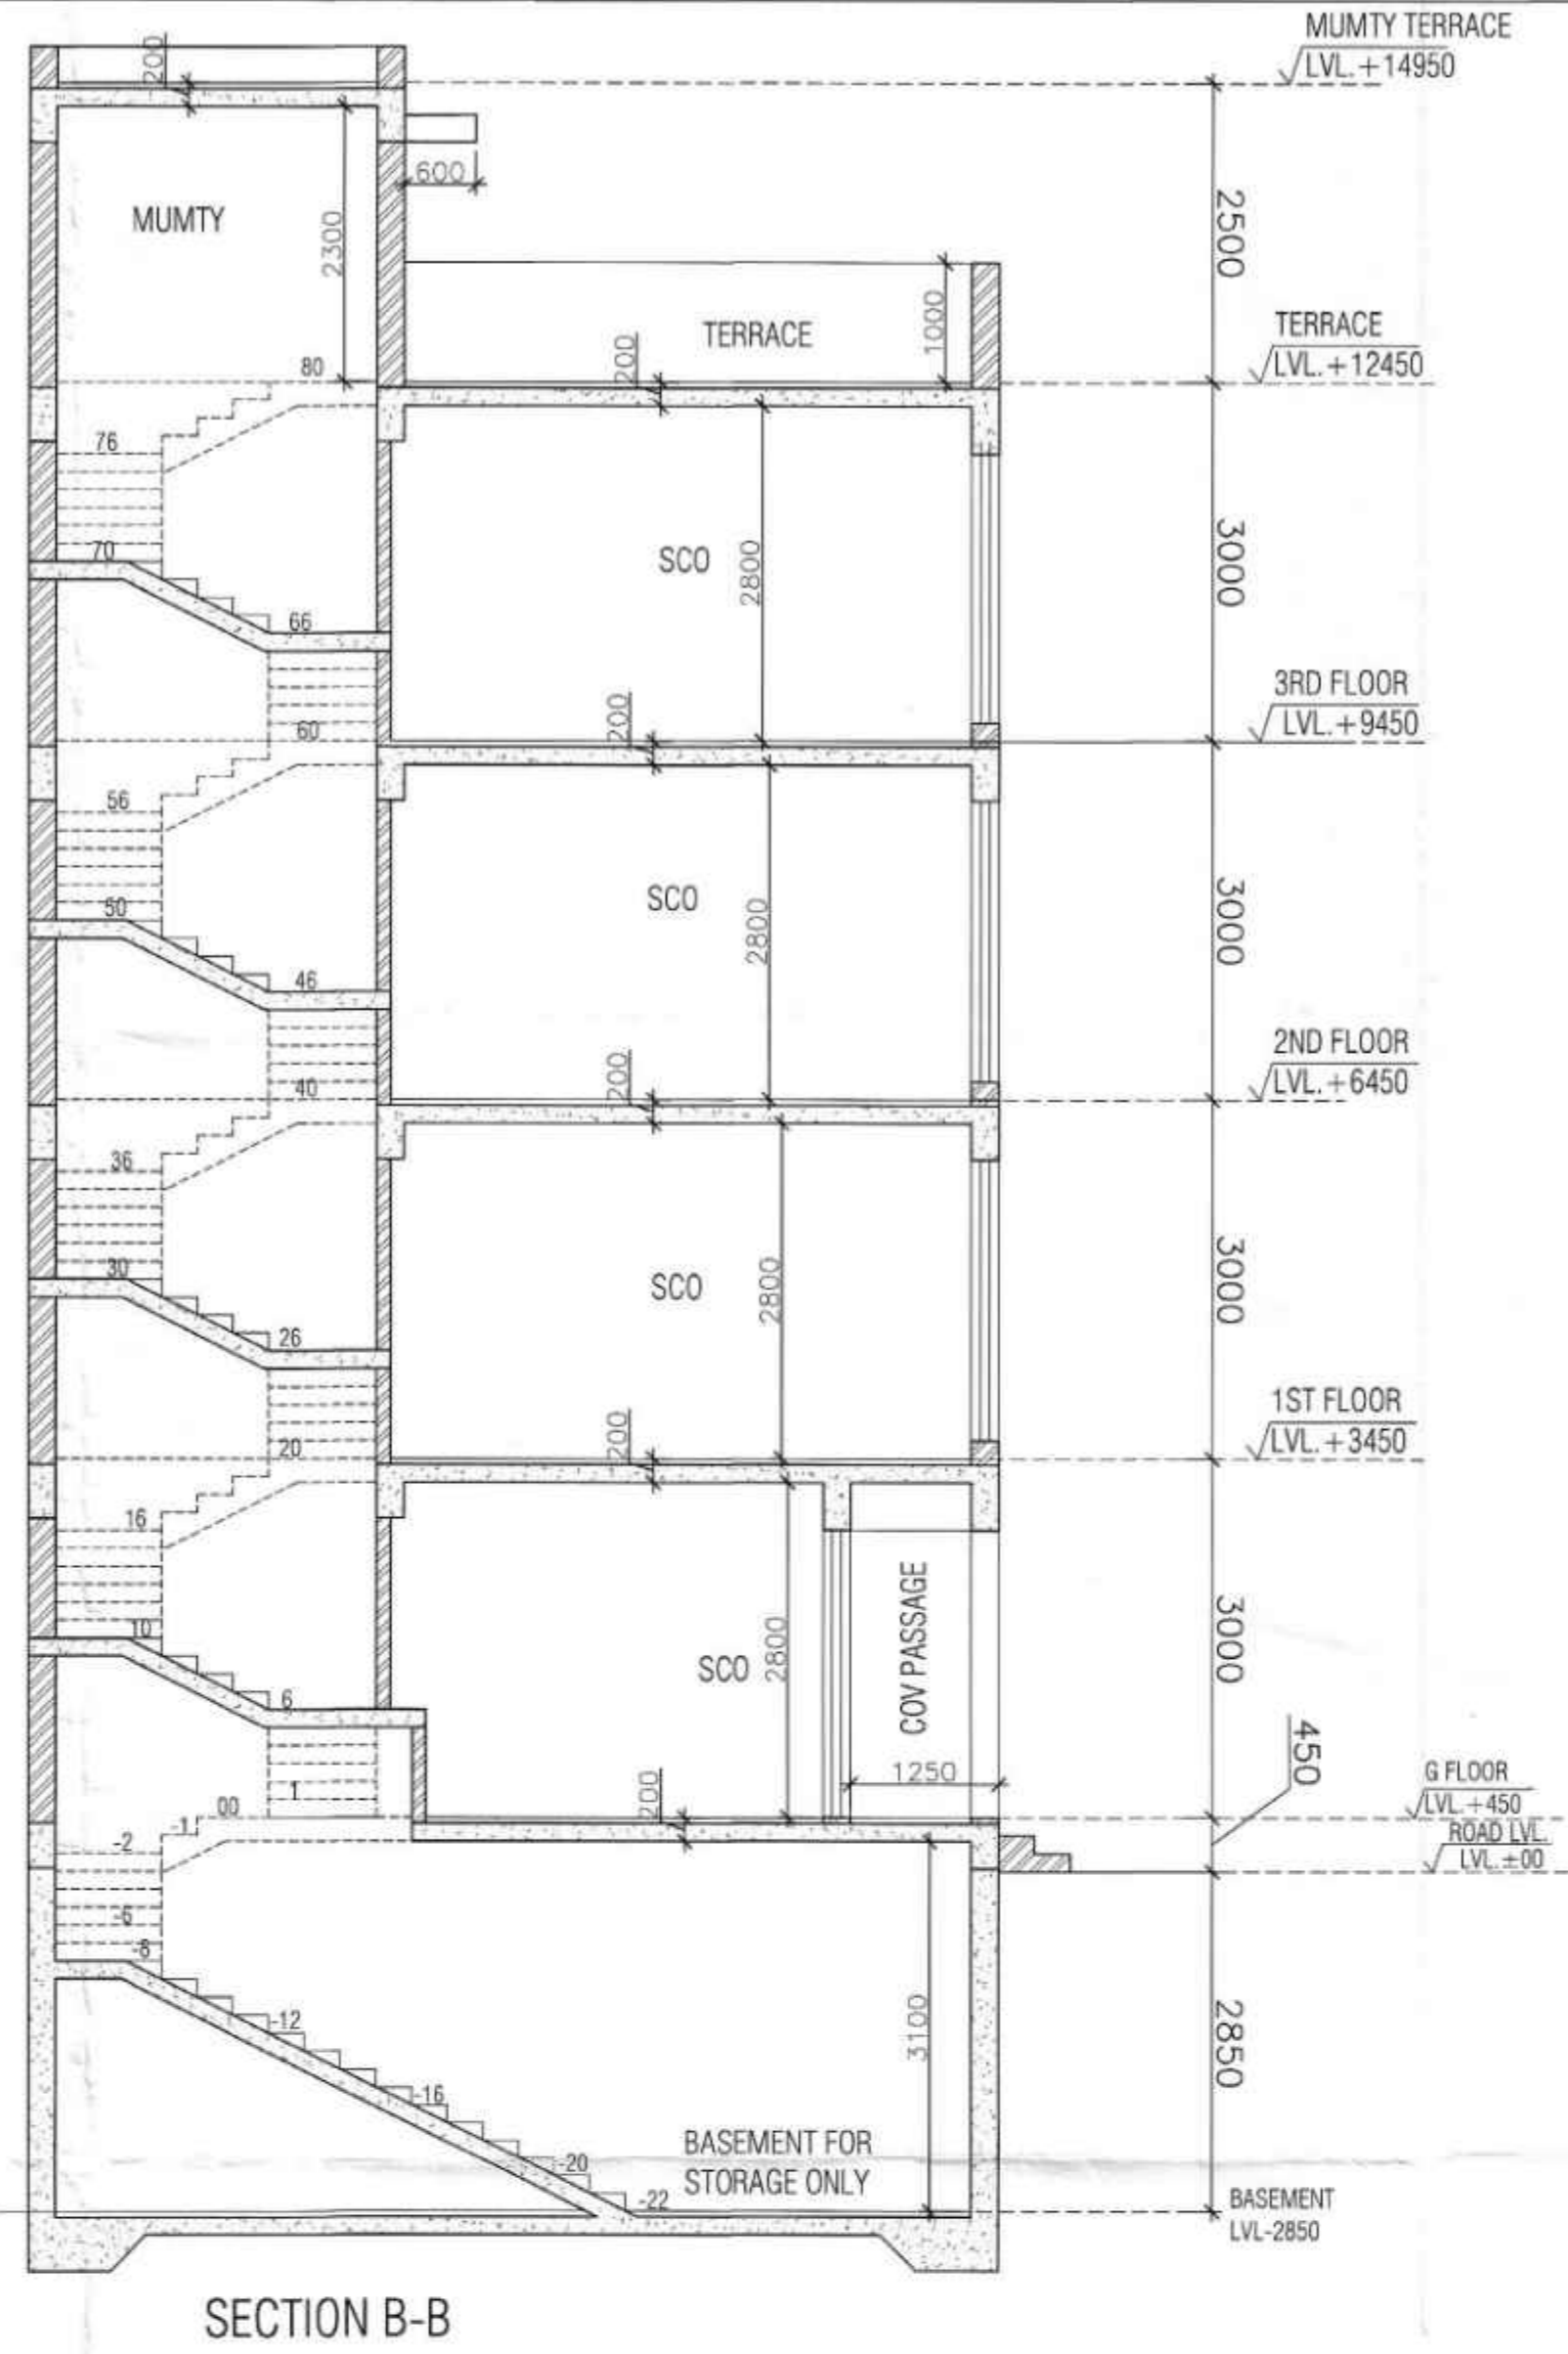 MUMTY TERRACE
LVL.+14950
200
600
MUMTY
2300
2500
TERRACE
1000
200
TERRACE
LVL.+12450
80
76
70
66
SCO
2800
3000
200
3RD FLOOR
LVL.+9450
60
56
50
46
SCO
2800
3000
200
2ND FLOOR
LVL.+6450
40
36
30
26
SCO
2800
3000
200
1ST FLOOR
LVL.+3450
20
16
10
6
SCO
2800
COV PASSAGE
3000
1250
450
200
1
00
G FLOOR
LVL.+450
ROAD LVL.
LVL.±00
-1
-2
-6
-8
-12
-16
-20
-22
3100
2850
BASEMENT FOR
STORAGE ONLY
BASEMENT
LVL-2850
SECTION B-B